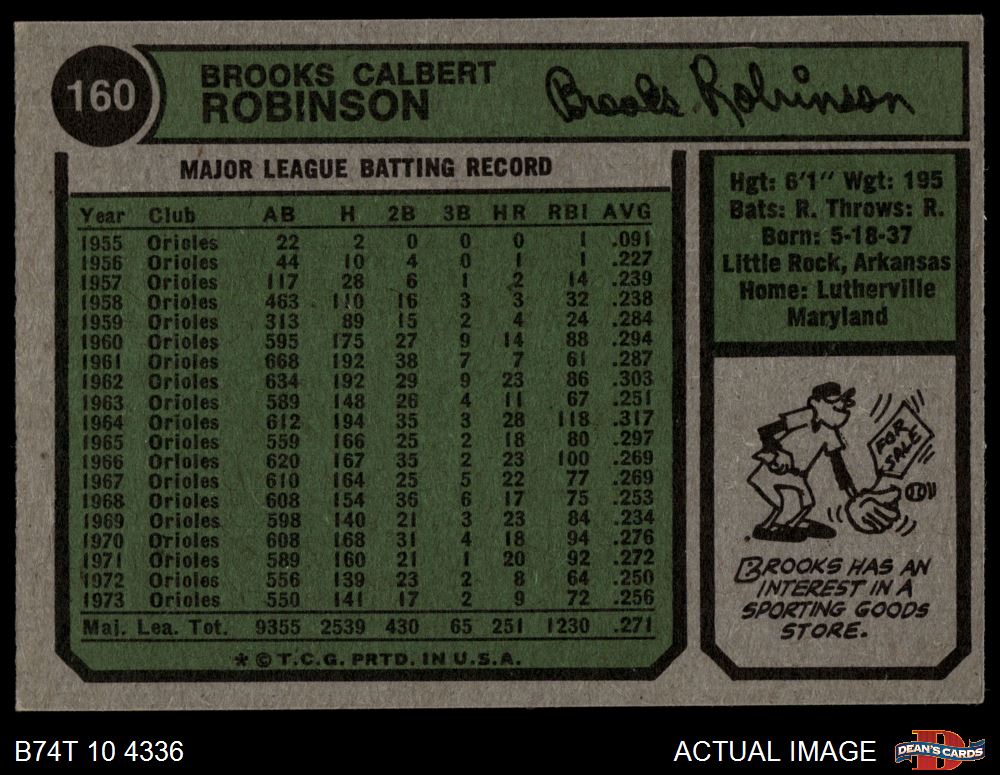 160
BROOKS CALBERT
ROBINSON
Brooks Robinson
MAJOR LEAGUE BATTING RECORD
Year Club AB H 2B 3B HR RBI AVG
1955 Orioles 22 2 0 0 0 1 .091
1956 Orioles 44 10 4 0 1 1 .227
1957 Orioles 117 28 6 1 2 14 .239
1958 Orioles 463 110 16 3 3 32 .238
1959 Orioles 313 89 15 2 4 24 .284
1960 Orioles 595 175 27 9 14 88 .294
1961 Orioles 668 192 38 7 7 61 .287
1962 Orioles 634 192 29 9 23 86 .303
1963 Orioles 589 148 26 4 11 67 .251
1964 Orioles 612 194 35 3 28 118 .317
1965 Orioles 559 166 25 2 18 80 .297
1966 Orioles 620 167 35 2 23 100 .269
1967 Orioles 610 164 25 5 22 77 .269
1968 Orioles 608 154 36 6 17 75 .253
1969 Orioles 598 140 21 3 23 84 .234
1970 Orioles 608 168 31 4 18 94 .276
1971 Orioles 589 160 21 1 20 92 .272
1972 Orioles 556 139 23 2 8 64 .250
1973 Orioles 550 141 17 2 9 72 .256
Maj. Lea. Tot. 9355 2539 430 65 251 1230 .271
* © T.C.G. PRTD. IN U.S.A.
Hgt: 6'1" Wgt: 195
Bats: R. Throws: R.
Born: 5-18-37
Little Rock, Arkansas
Home: Lutherville
Maryland
FOR
SALE
BROOKS HAS AN
INTEREST IN A
SPORTING GOODS
STORE.
B74T 10 4336
ACTUAL IMAGE
DEAN'S CARDS